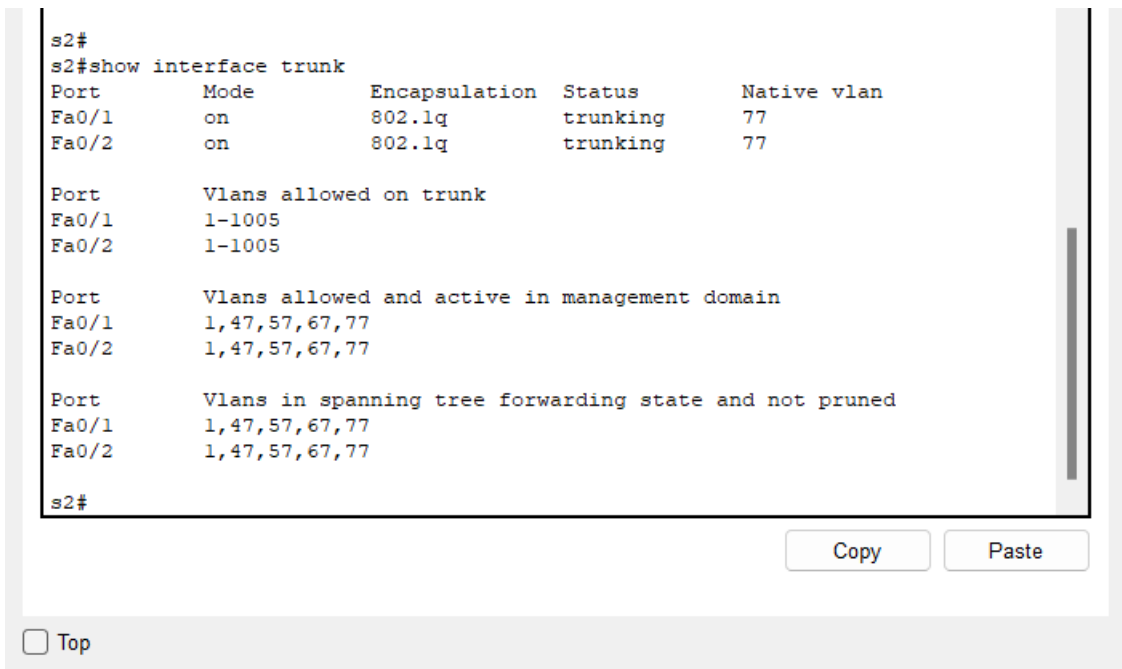 s2#
s2#show interface trunk
Port        Mode         Encapsulation  Status        Native vlan
Fa0/1       on           802.1q         trunking      77
Fa0/2       on           802.1q         trunking      77
Port        Vlans allowed on trunk
Fa0/1       1-1005
Fa0/2       1-1005
Port        Vlans allowed and active in management domain
Fa0/1       1,47,57,67,77
Fa0/2       1,47,57,67,77
Port        Vlans in spanning tree forwarding state and not pruned
Fa0/1       1,47,57,67,77
Fa0/2       1,47,57,67,77
s2#
Copy Paste
Top